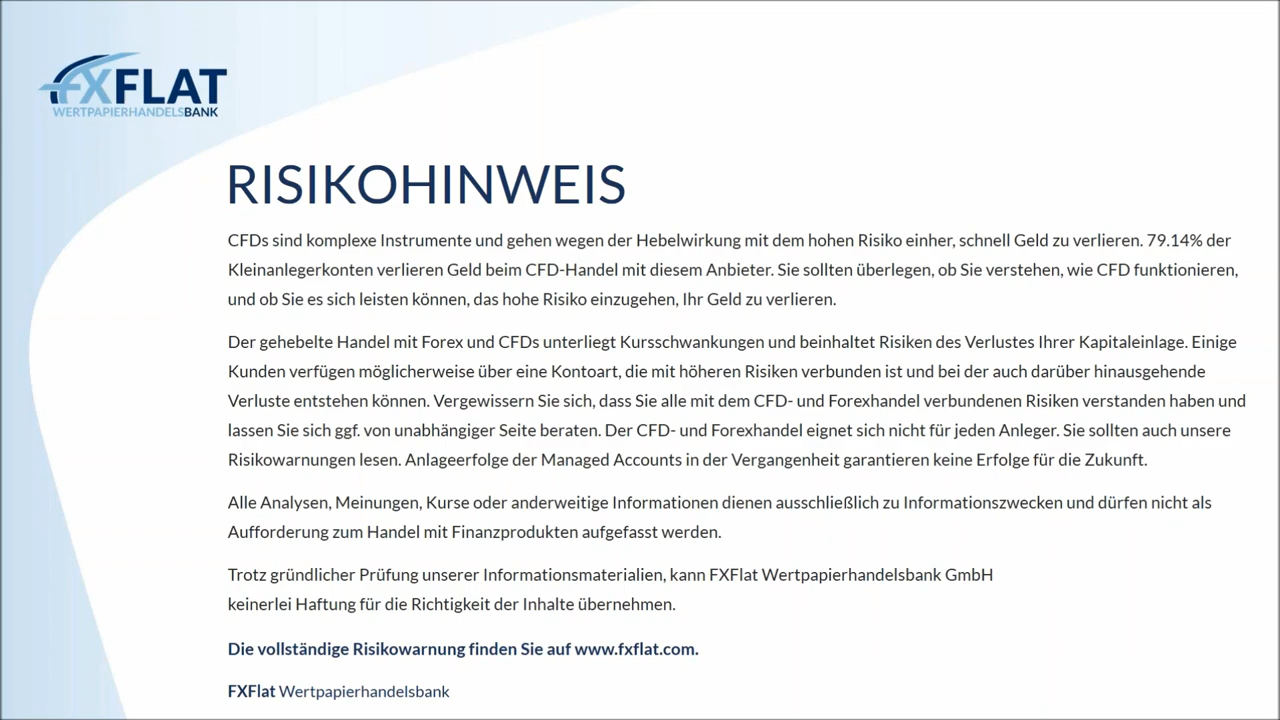 FXFLAT
WERTPAPIERHANDELSBANK
RISIKOHINWEIS
CFDs sind komplexe Instrumente und gehen wegen der Hebelwirkung mit dem hohen Risiko einher, schnell Geld zu verlieren. 79.14% der
Kleinanlegerkonten verlieren Geld beim CFD-Handel mit diesem Anbieter. Sie sollten überlegen, ob Sie verstehen, wie CFD funktionieren,
und ob Sie es sich leisten können, das hohe Risiko einzugehen, Ihr Geld zu verlieren.
Der gehebelte Handel mit Forex und CFDs unterliegt Kursschwankungen und beinhaltet Risiken des Verlustes Ihrer Kapitaleinlage. Einige
Kunden verfügen möglicherweise über eine Kontoart, die mit höheren Risiken verbunden ist und bei der auch darüber hinausgehende
Verluste entstehen können. Vergewissern Sie sich, dass Sie alle mit dem CFD- und Forexhandel verbundenen Risiken verstanden haben und
lassen Sie sich ggf. von unabhängiger Seite beraten. Der CFD- und Forexhandel eignet sich nicht für jeden Anleger. Sie sollten auch unsere
Risikowarnungen lesen. Anlageerfolge der Managed Accounts in der Vergangenheit garantieren keine Erfolge für die Zukunft.
Alle Analysen, Meinungen, Kurse oder anderweitige Informationen dienen ausschließlich zu Informationszwecken und dürfen nicht als
Aufforderung zum Handel mit Finanzprodukten aufgefasst werden.
Trotz gründlicher Prüfung unserer Informationsmaterialien, kann FXFlat Wertpapierhandelsbank GmbH
keinerlei Haftung für die Richtigkeit der Inhalte übernehmen.
Die vollständige Risikowarnung finden Sie auf www.fxflat.com.
FXFlat Wertpapierhandelsbank